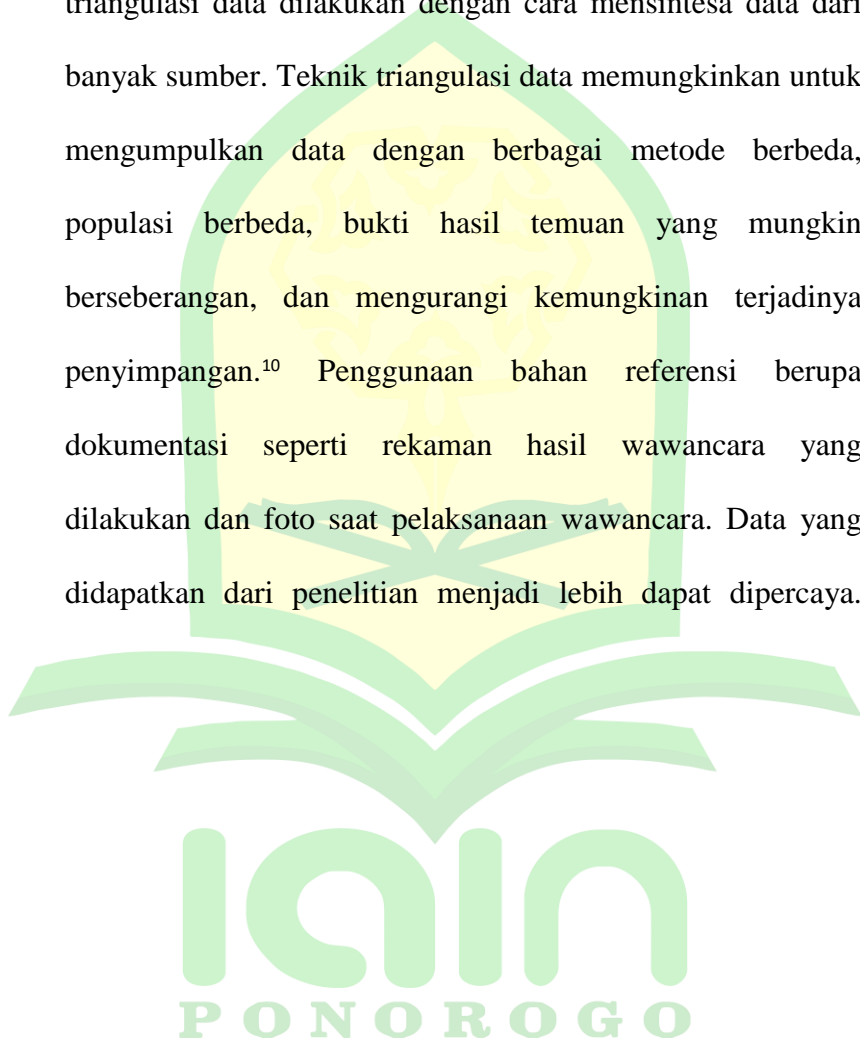 triangulasi data dilakukan dengan cara mensintesa data dari
banyak sumber. Teknik triangulasi data memungkinkan untuk
mengumpulkan data dengan berbagai metode berbeda,
populasi berbeda, bukti hasil temuan yang mungkin
berseberangan, dan mengurangi kemungkinan terjadinya
penyimpangan.¹⁰ Penggunaan bahan referensi berupa
dokumentasi seperti rekaman hasil wawancara yang
dilakukan dan foto saat pelaksanaan wawancara. Data yang
didapatkan dari penelitian menjadi lebih dapat dipercaya.
iain
PONOROGO